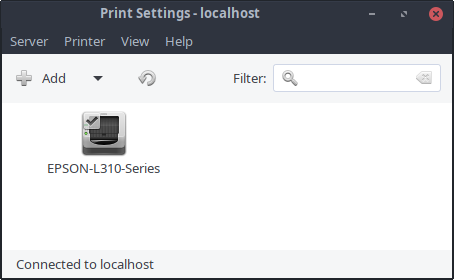 Print Settings - localhost
Server Printer View Help
Add Filter:
EPSON-L310-Series
Connected to localhost